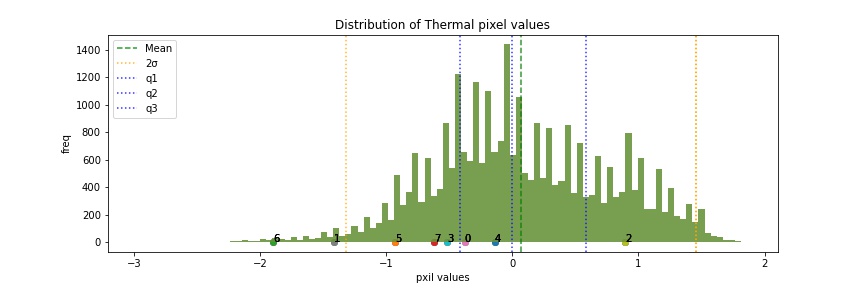 Distribution of Thermal pixel values
Mean
2σ
q1
q2
q3
1400
1200
1000
800
600
400
200
0
freq
6 1 5 7 3 0 4 2
−3 −2 −1 0 1 2
pxil values